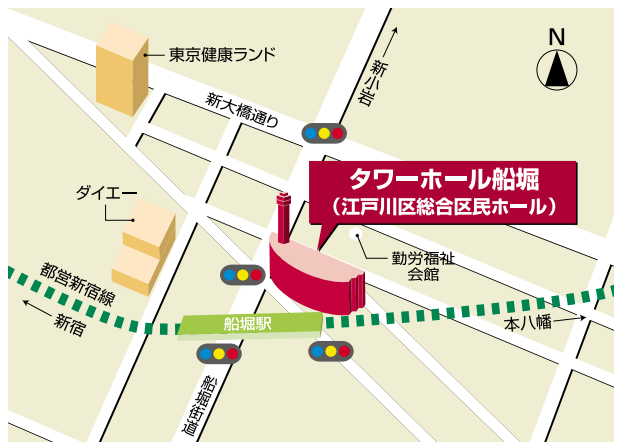 東京健康ランド
新大橋通り
新小岩
N
タワーホール船堀
（江戸川区総合区民ホール）
ダイエー
勤労福祉
会館
都営新宿線
新宿
船堀駅
本八幡
船堀街道